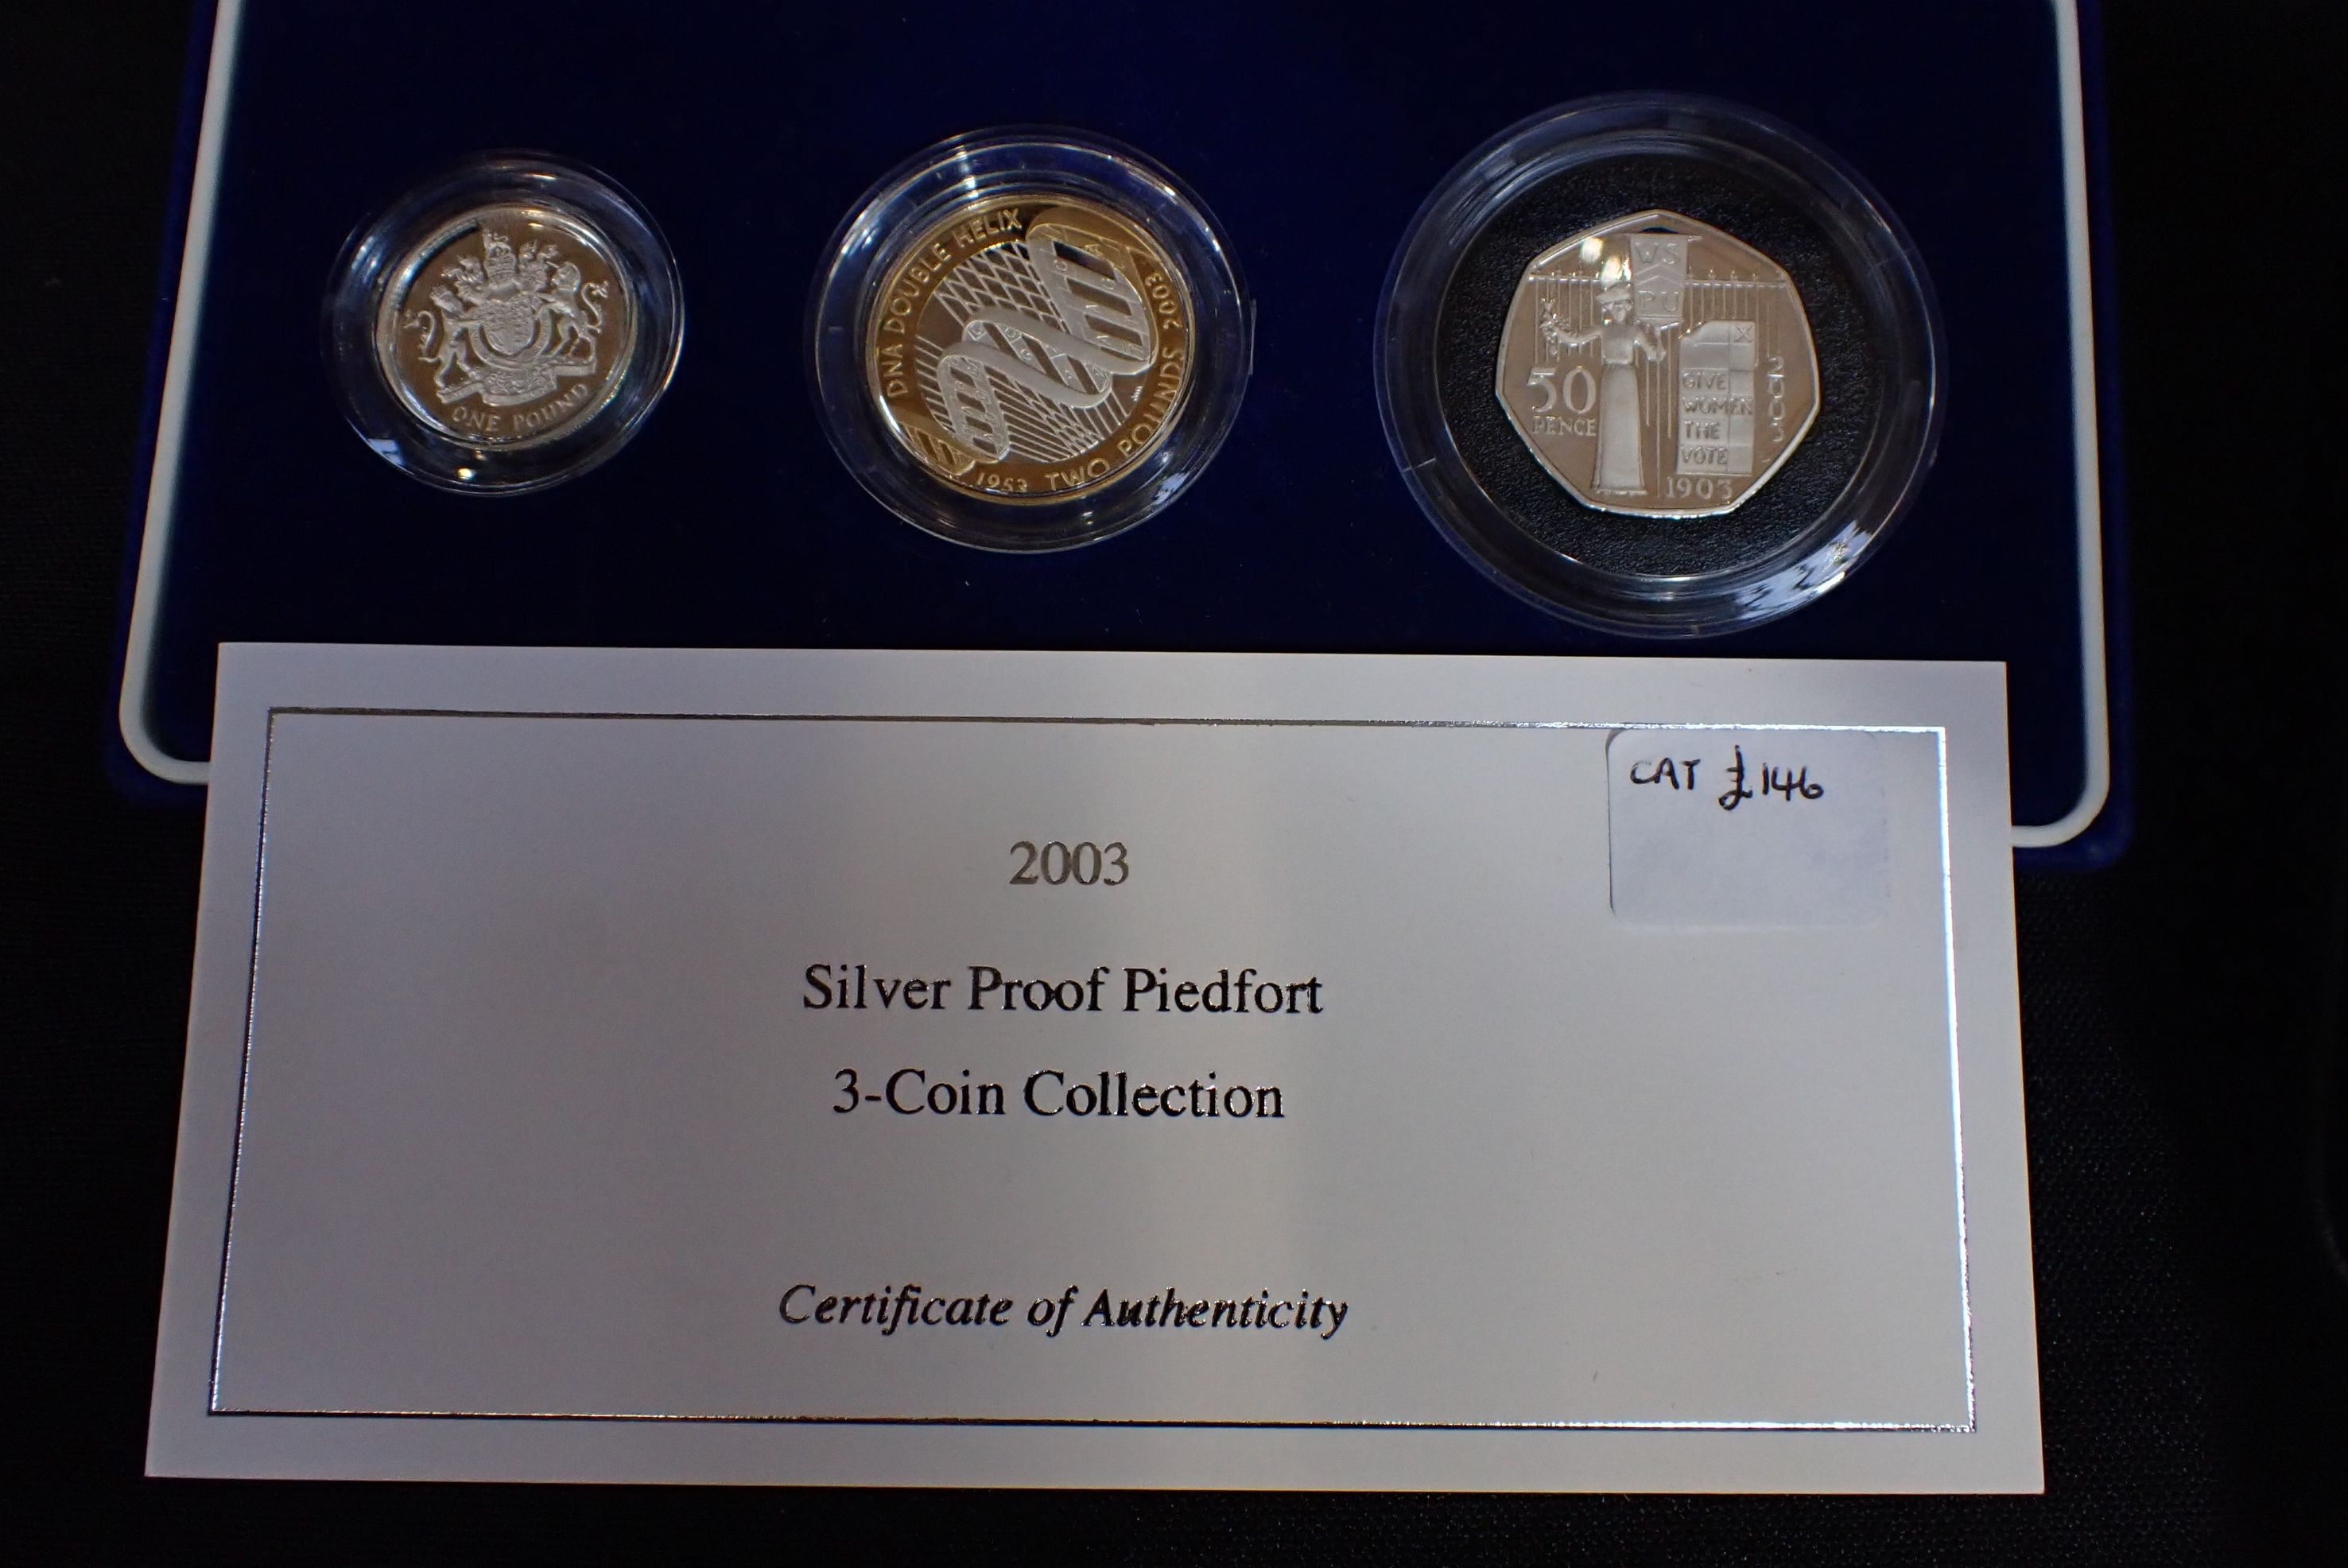 ONE POUND
DNA DOUBLE HELIX
1953 TWO POUNDS 2003
WS
PU
50
PENCE
GIVE
WOMEN
THE
VOTE
2003
1903
CAT £146
2003
Silver Proof Piedfort
3-Coin Collection
Certificate of Authenticity